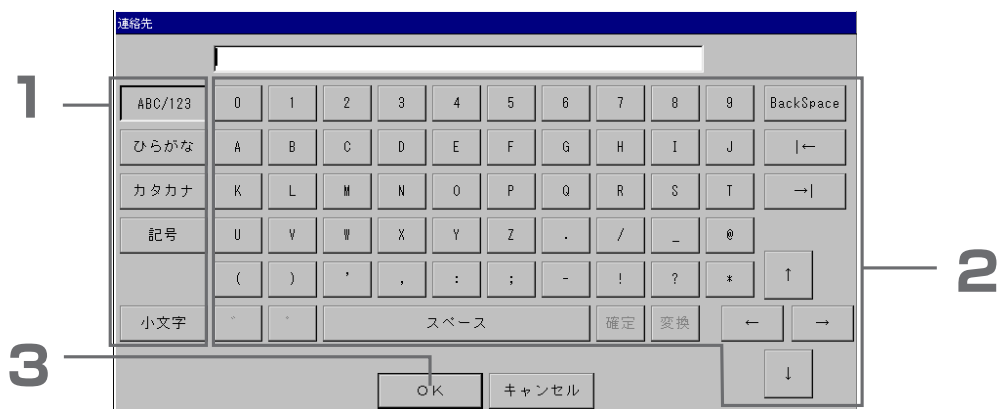 連絡先
1
ABC/123 0 1 2 3 4 5 6 7 8 9 BackSpace
ひらがな A B C D E F G H I J |←
カタカナ K L M N O P Q R S T →|
記号 U V W X Y Z . / _ @
( ) ’ , : ; - ! ? * ↑
2
小文字 ゛ ゜ スペース 確定 変換 ← →
3
OK キャンセル ↓